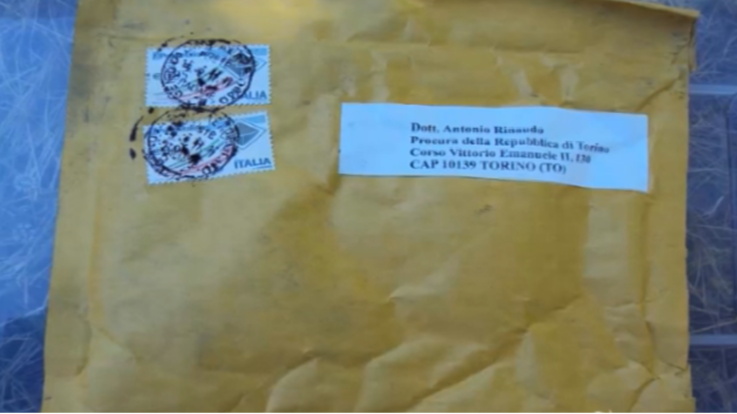 ITALIA
ITALIA
Dott. Antonio Rinaudo
Procura della Repubblica di Torino
Corso Vittorio Emanuele II, 130
CAP 10139 TORINO (TO)